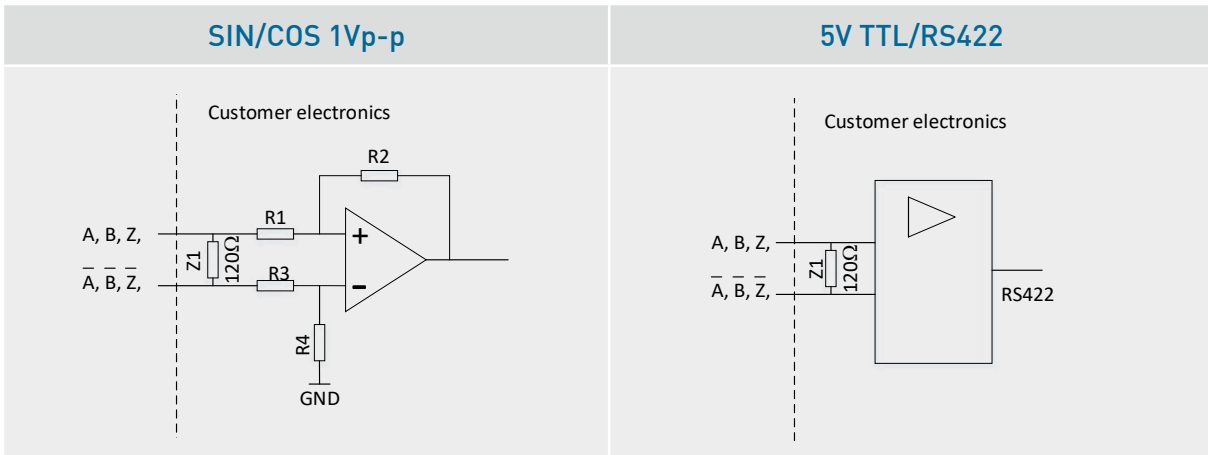 SIN/COS 1Vp-p
5V TTL/RS422
Customer electronics
R2
R1
A, B, Z,
+
Z1
120Ω
A̅, B̅, Z̅,
R3
-
R4
GND
Customer electronics
A, B, Z,
Z1
120Ω
A̅, B̅, Z̅,
RS422